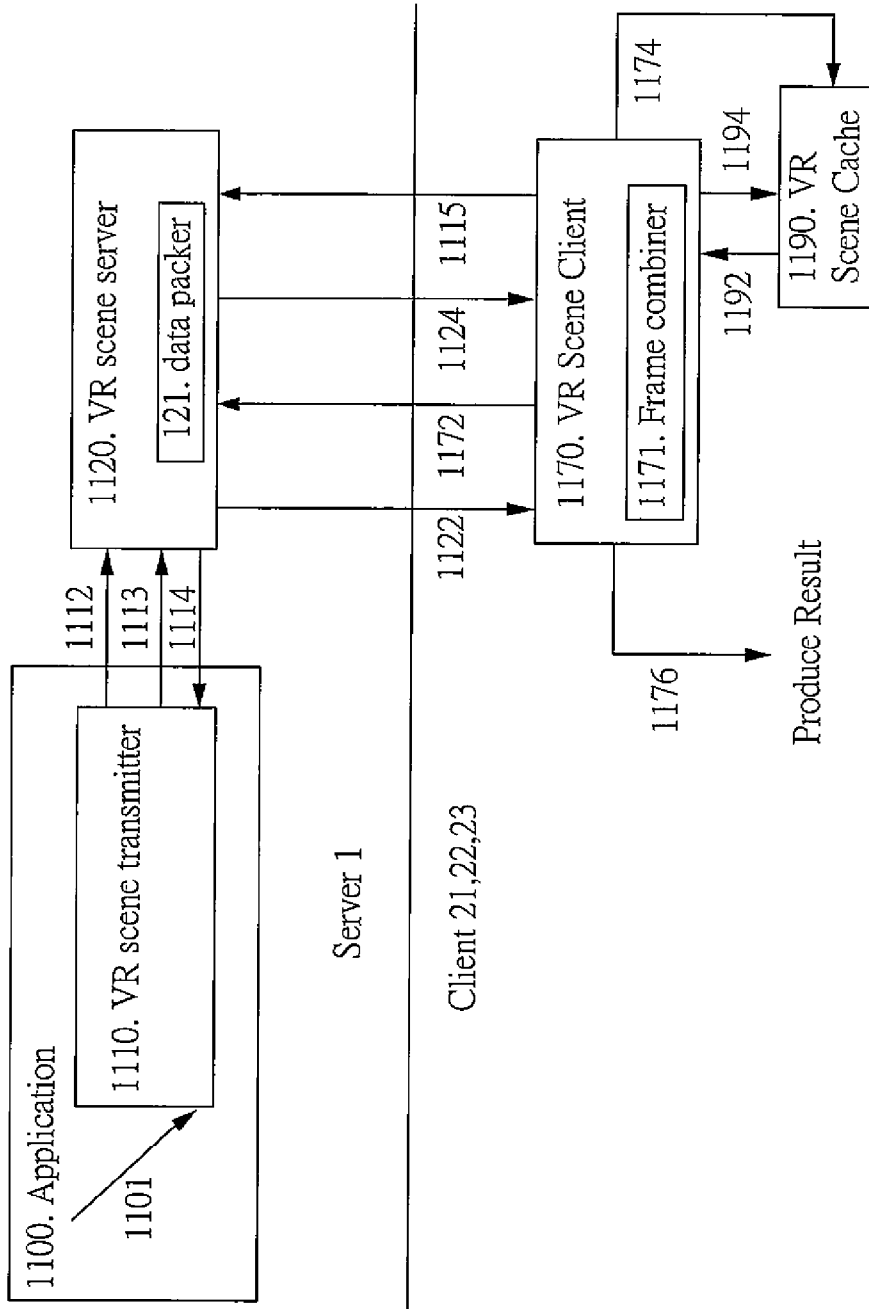 1100. Application
1101
1110. VR scene transmitter
1112
1113
1114
1120. VR scene server
121. data packer
Server 1
Client 21,22,23
1122
1172
1124
1115
1170. VR Scene Client
1171. Frame combiner
1176
Produce Result
1174
1192
1194
1190. VR
Scene Cache